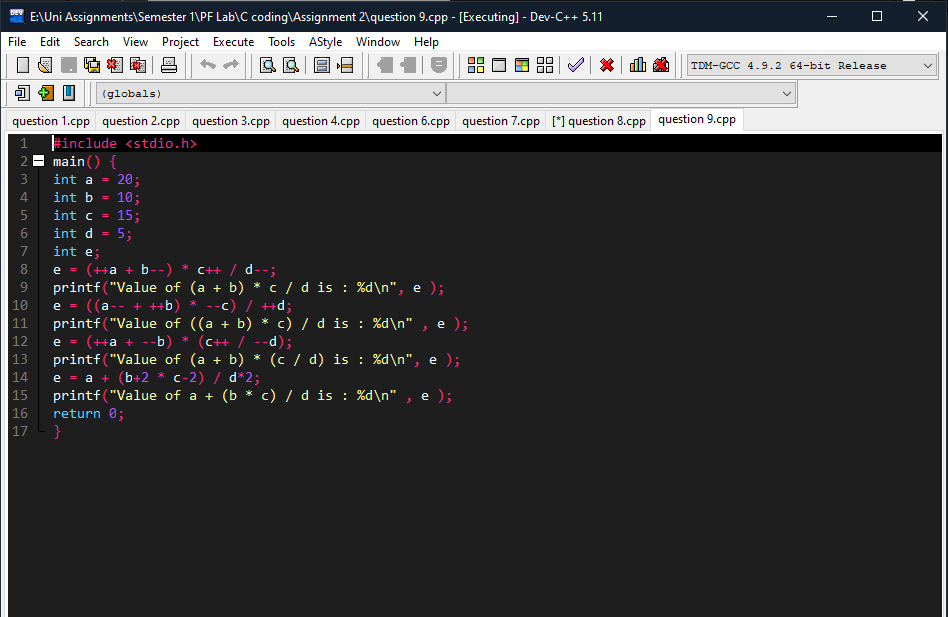 E:\Uni Assignments\Semester 1\PF Lab\C coding\Assignment 2\question 9.cpp - [Executing] - Dev-C++ 5.11
File Edit Search View Project Execute Tools AStyle Window Help
TDM-GCC 4.9.2 64-bit Release
(globals)
question 1.cpp question 2.cpp question 3.cpp question 4.cpp question 6.cpp question 7.cpp [*] question 8.cpp question 9.cpp
1 #include <stdio.h>
2 main() {
3 int a = 20;
4 int b = 10;
5 int c = 15;
6 int d = 5;
7 int e;
8 e = (++a + b--) * c++ / d--;
9 printf("Value of (a + b) * c / d is : %d\n", e );
10 e = ((a-- + ++b) * --c) / ++d;
11 printf("Value of ((a + b) * c) / d is : %d\n" , e );
12 e = (++a + --b) * (c++ / --d);
13 printf("Value of (a + b) * (c / d) is : %d\n", e );
14 e = a + (b+2 * c-2) / d*2;
15 printf("Value of a + (b * c) / d is : %d\n" , e );
16 return 0;
17 }